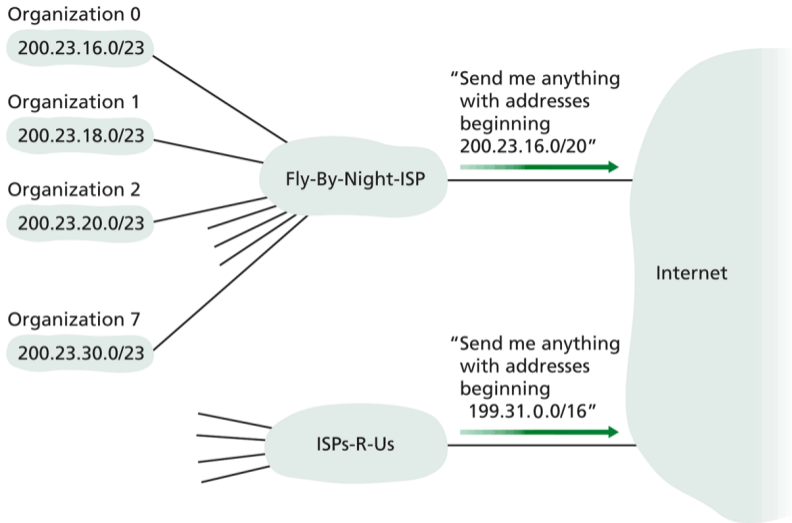 Organization 0
200.23.16.0/23
Organization 1
200.23.18.0/23
Organization 2
200.23.20.0/23
Organization 7
200.23.30.0/23
Fly-By-Night-ISP
“Send me anything
with addresses
beginning
200.23.16.0/20”
Internet
ISPs-R-Us
“Send me anything
with addresses
beginning
199.31.0.0/16”